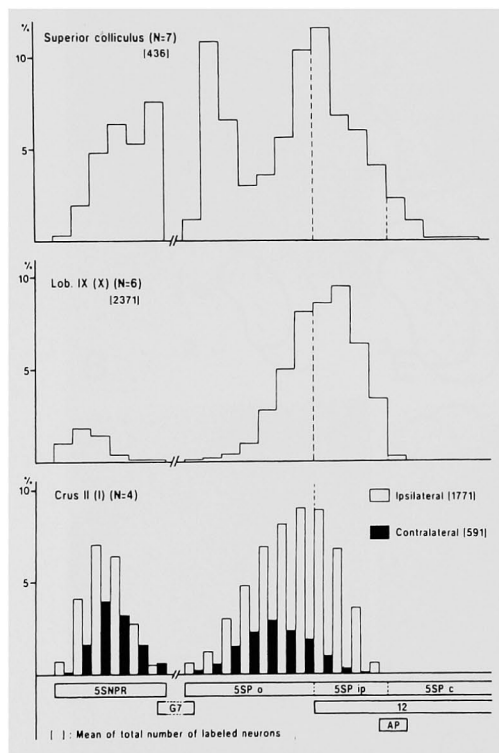 %
Superior colliculus (N=7)
[436]
10
5
%
Lob. IX (X) (N=6)
[2371]
10
5
%
Crus II (I) (N=4)
10
5
Ipsilateral [1771]
Contralateral [591]
5SNPR
5SP o
5SP ip
5SP c
G7
12
AP
[ ] : Mean of total number of labeled neurons